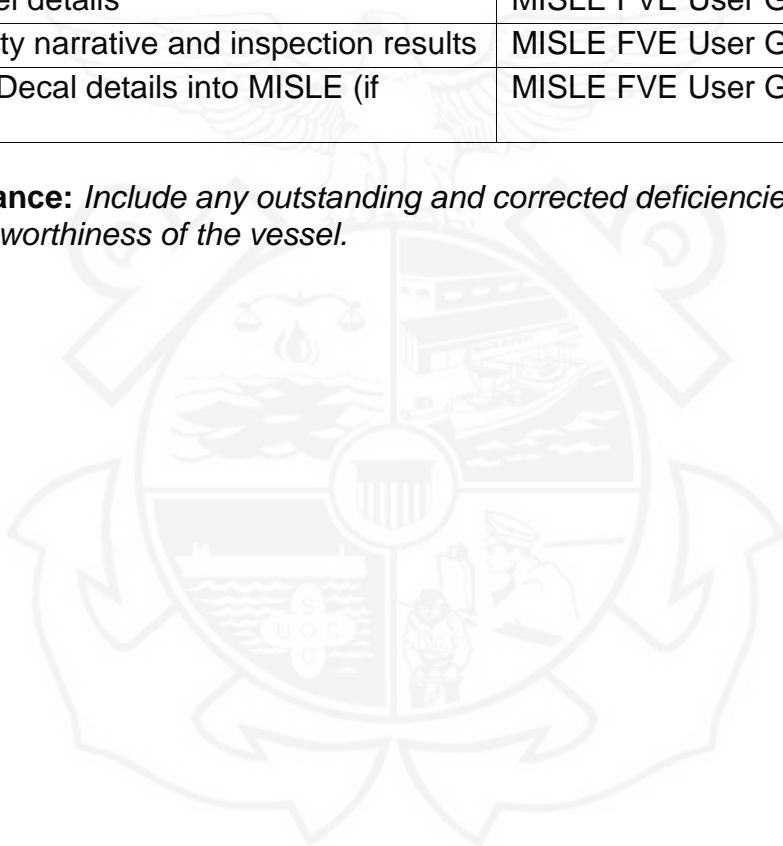 el details MISLE FVE User G
ty narrative and inspection results MISLE FVE User G
Decal details into MISLE (if MISLE FVE User G
ance: Include any outstanding and corrected deficiencie
worthiness of the vessel.
S
U O C
G